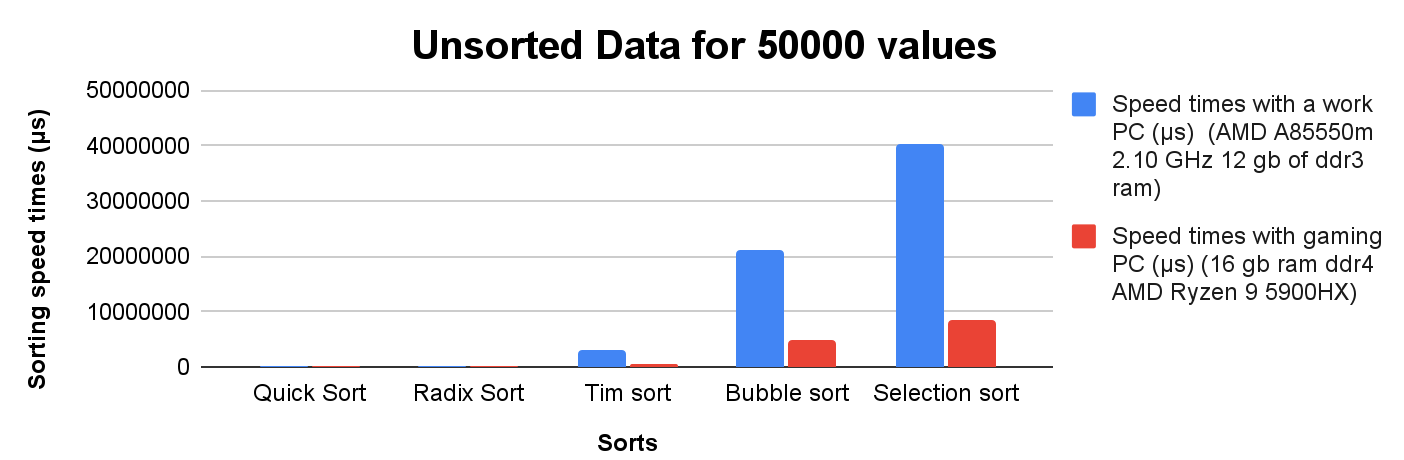 Unsorted Data for 50000 values
Sorting speed times (µs)
50000000
40000000
30000000
20000000
10000000
0
Quick Sort
Radix Sort
Tim sort
Bubble sort
Selection sort
Sorts
Speed times with a work
PC (µs)  (AMD A85550m
2.10 GHz 12 gb of ddr3
ram)
Speed times with gaming
PC (µs) (16 gb ram ddr4
AMD Ryzen 9 5900HX)